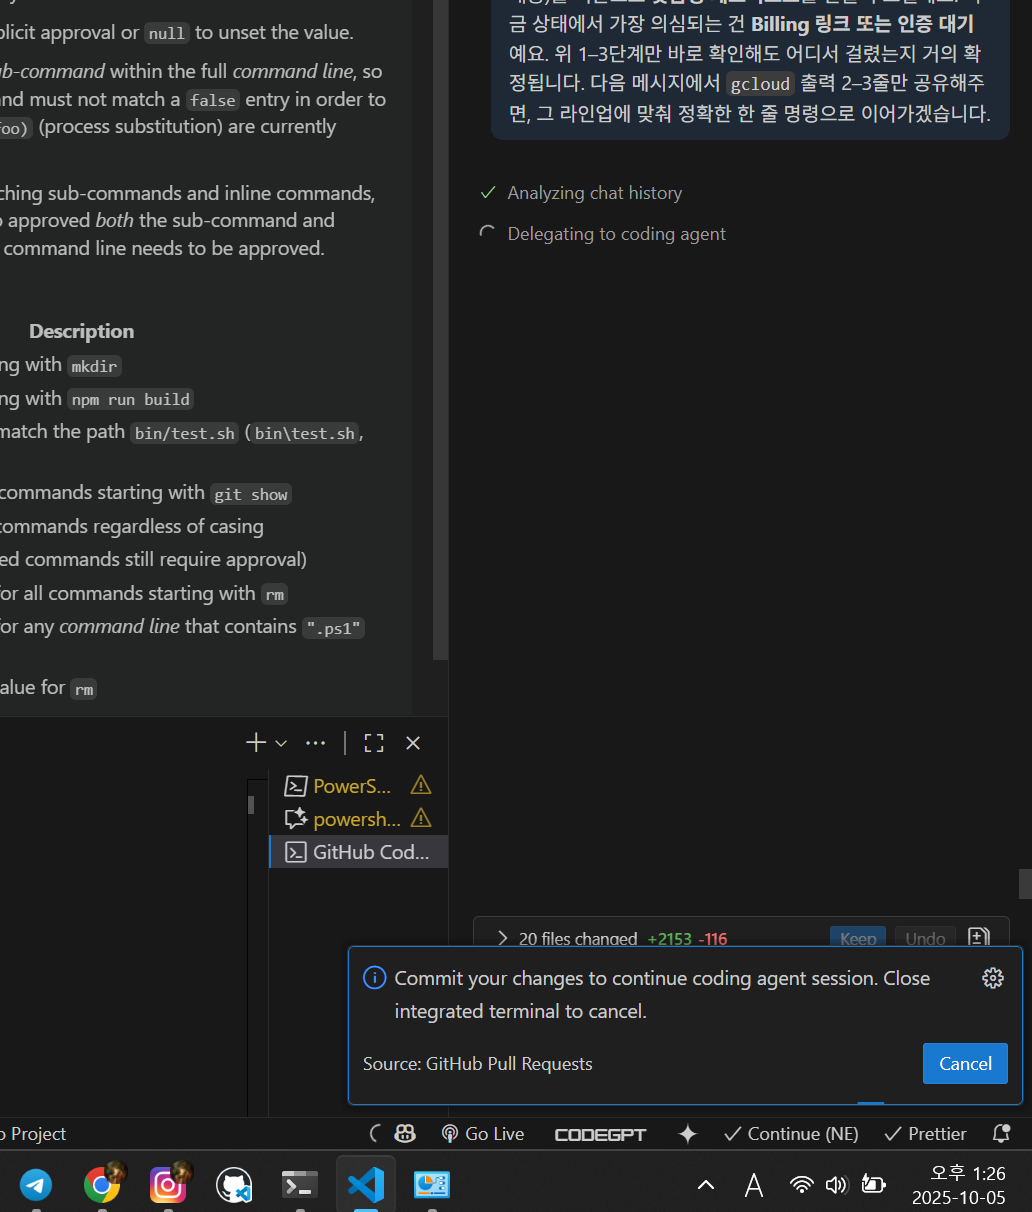 plicit approval or null to unset the value.
ub-command within the full command line, so
and must not match a false entry in order to
foo) (process substitution) are currently
ching sub-commands and inline commands,
o approved both the sub-command and
command line needs to be approved.
Description
ng with mkdir
ng with npm run build
match the path bin/test.sh (bin\test.sh,
commands starting with git show
commands regardless of casing
ed commands still require approval)
for all commands starting with rm
for any command line that contains ".ps1"
alue for rm
금 상태에서 가장 의심되는 건 Billing 링크 또는 인증 대기
예요. 위 1–3단계만 바로 확인해도 어디서 걸렸는지 거의 확
정됩니다. 다음 메시지에서 gcloud 출력 2–3줄만 공유해주
면, 그 라인업에 맞춰 정확한 한 줄 명령으로 이어가겠습니다.
Analyzing chat history
Delegating to coding agent
PowerS...
powersh...
GitHub Cod...
20 files changed +2153 -116
Keep
Undo
Commit your changes to continue coding agent session. Close
integrated terminal to cancel.
Source: GitHub Pull Requests
Cancel
o Project
Go Live
CODEGPT
Continue (NE)
Prettier
A
오후 1:26
2025-10-05